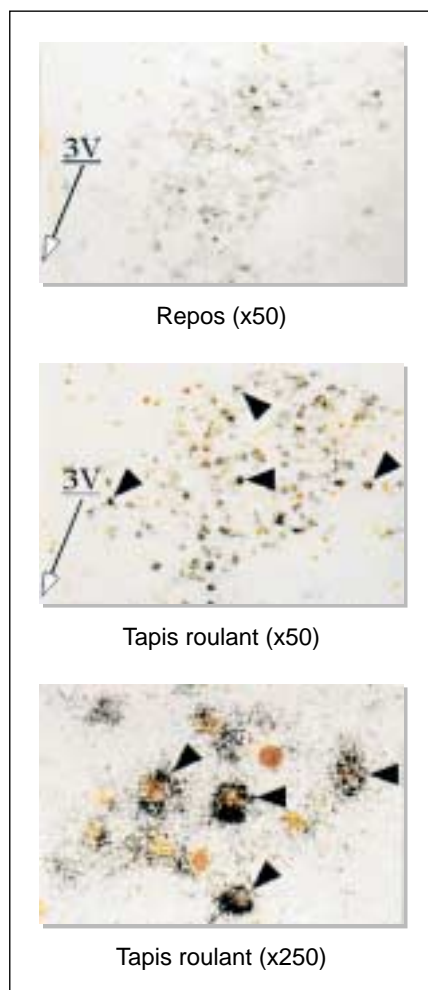 3V
Repos (x50)
3V
Tapis roulant (x50)
Tapis roulant (x250)